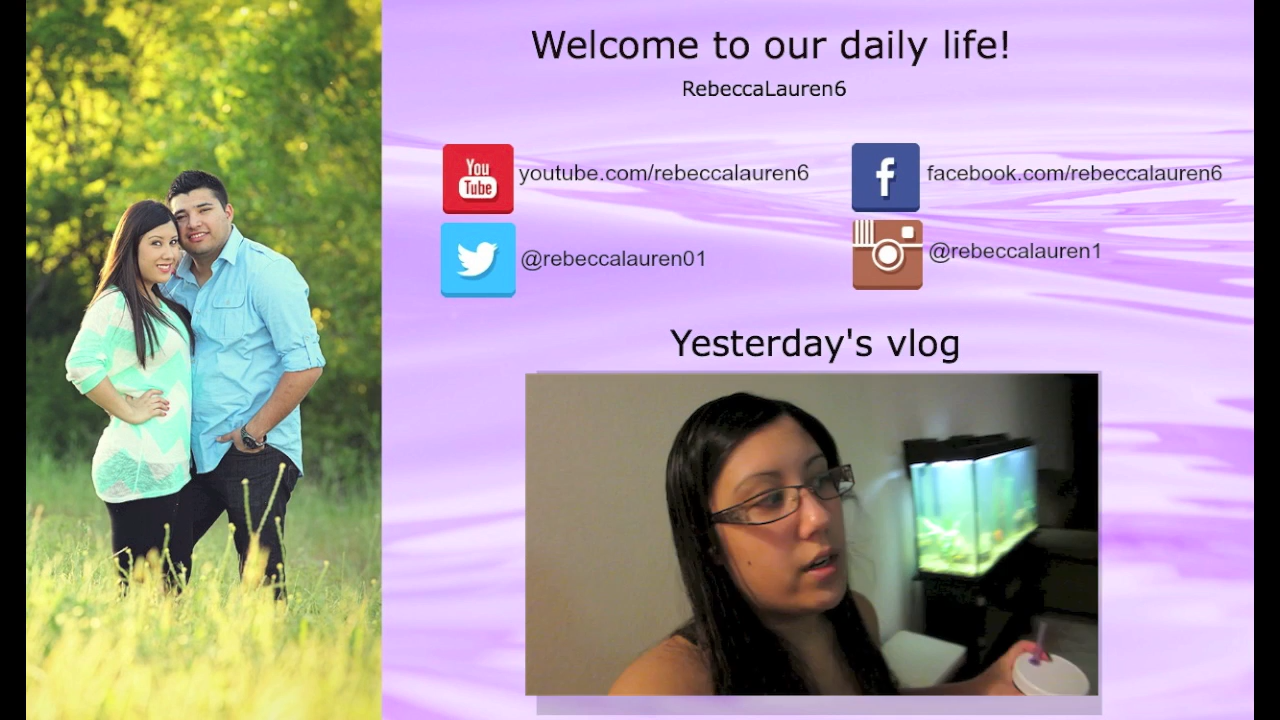 Welcome to our daily life!
RebeccaLauren6
You Tube
youtube.com/rebeccalauren6
facebook.com/rebeccalauren6
@rebeccalauren01
@rebeccalauren1
Yesterday's vlog